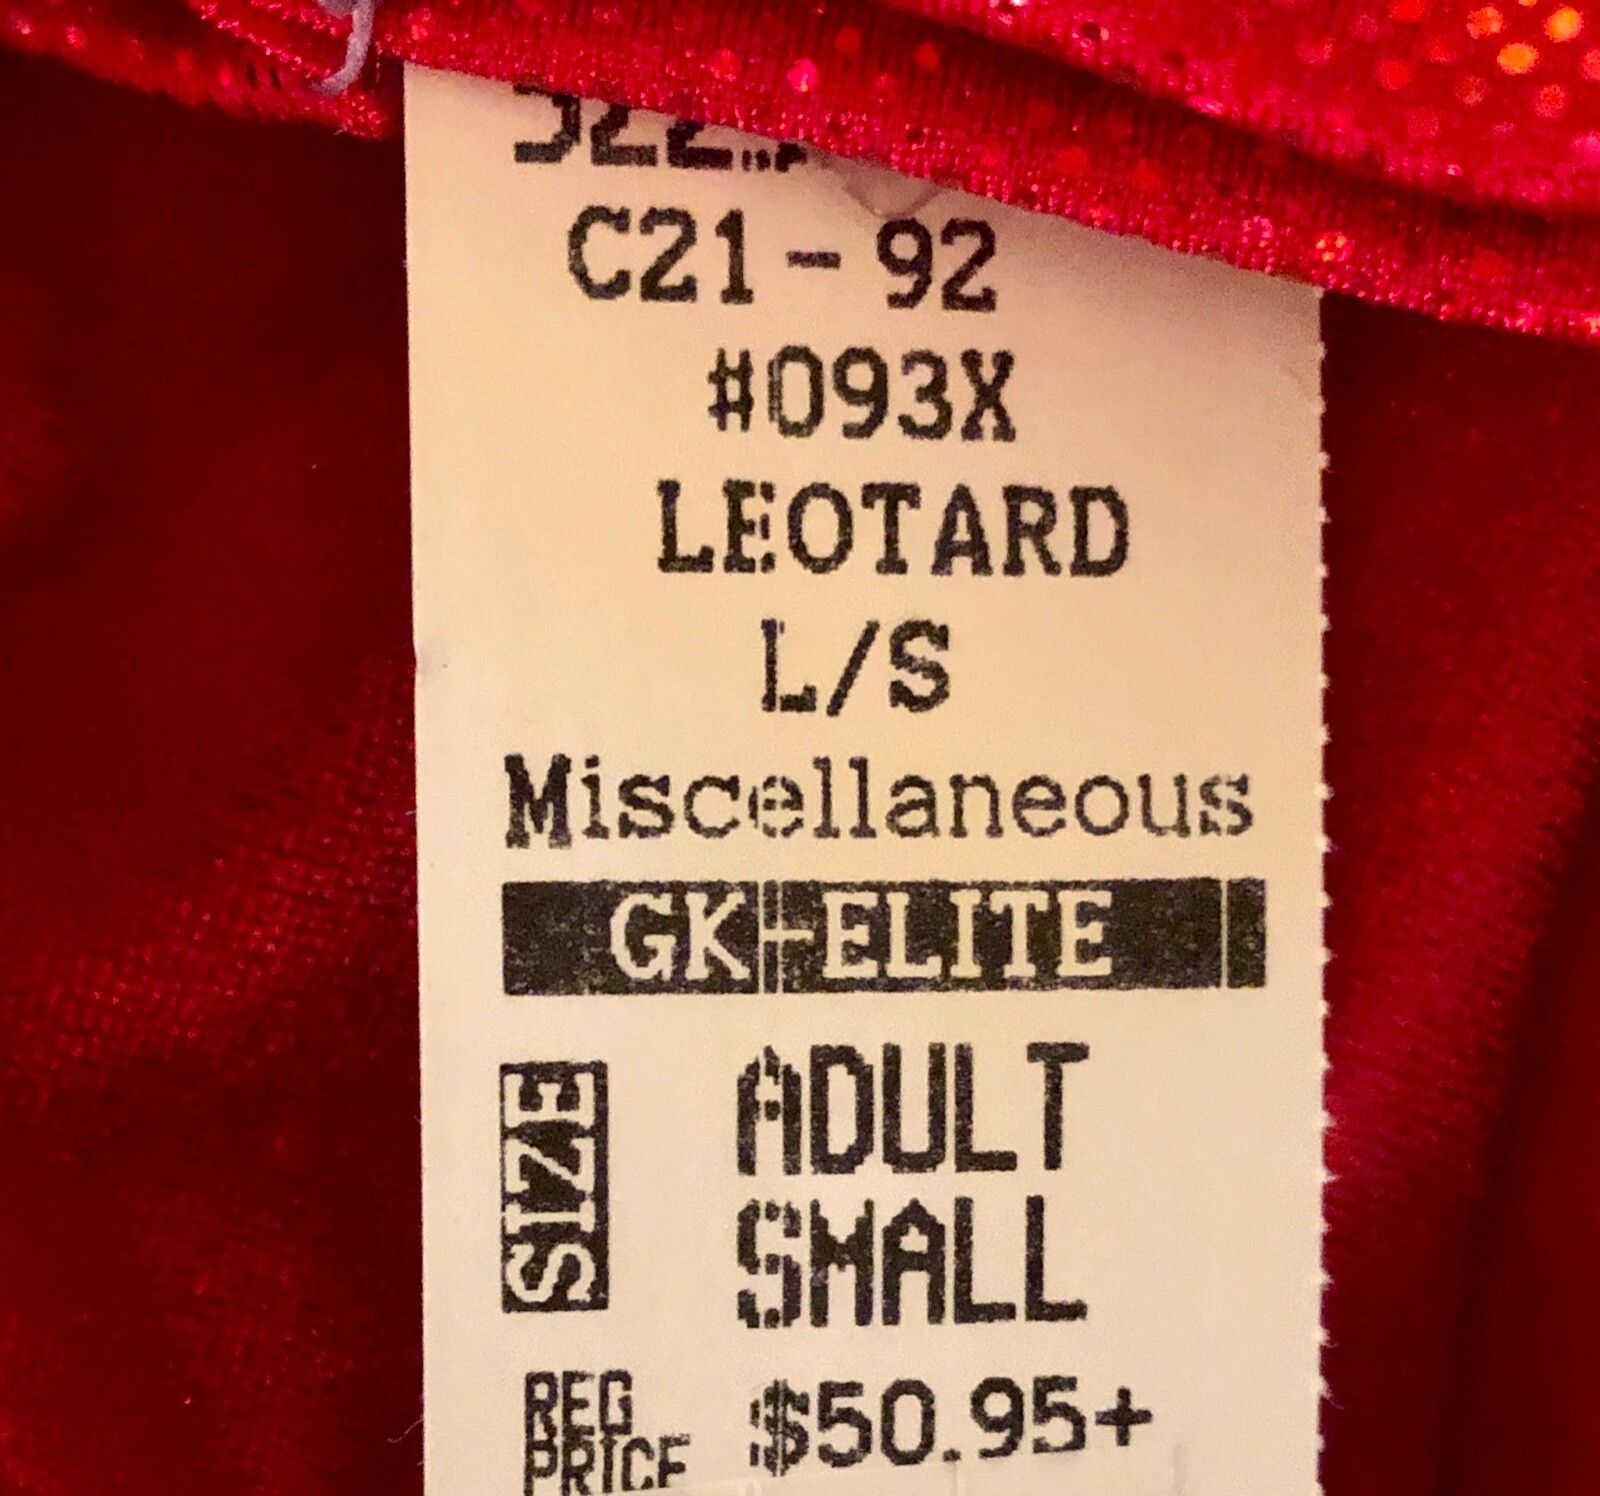 C21-92
#093X
LEOTARD
L/S
Miscellaneous
GK-ELITE
SIZE
ADULT
SMALL
REG
PRICE
$50.95+